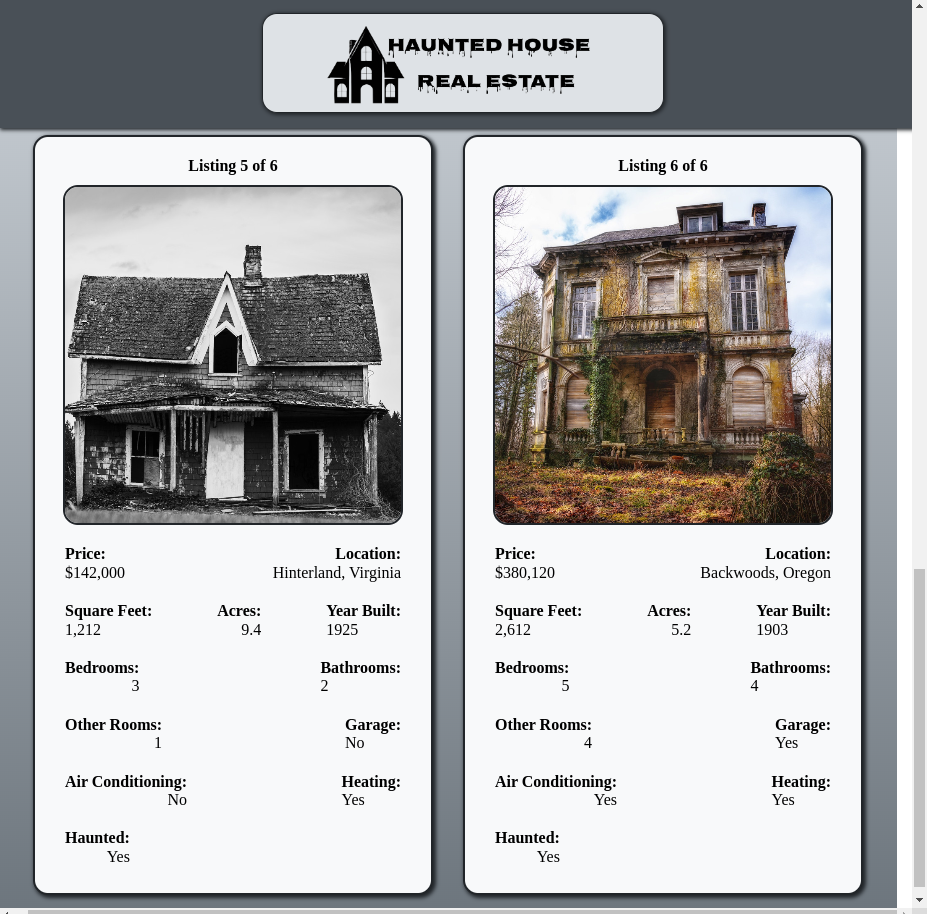 HAUNTED HOUSE
REAL ESTATE
Listing 5 of 6
Price: Location:
$142,000 Hinterland, Virginia
Square Feet: Acres: Year Built:
1,212 9.4 1925
Bedrooms: Bathrooms:
3 2
Other Rooms: Garage:
1 No
Air Conditioning: Heating:
No Yes
Haunted:
Yes
Listing 6 of 6
Price: Location:
$380,120 Backwoods, Oregon
Square Feet: Acres: Year Built:
2,612 5.2 1903
Bedrooms: Bathrooms:
5 4
Other Rooms: Garage:
4 Yes
Air Conditioning: Heating:
Yes Yes
Haunted:
Yes